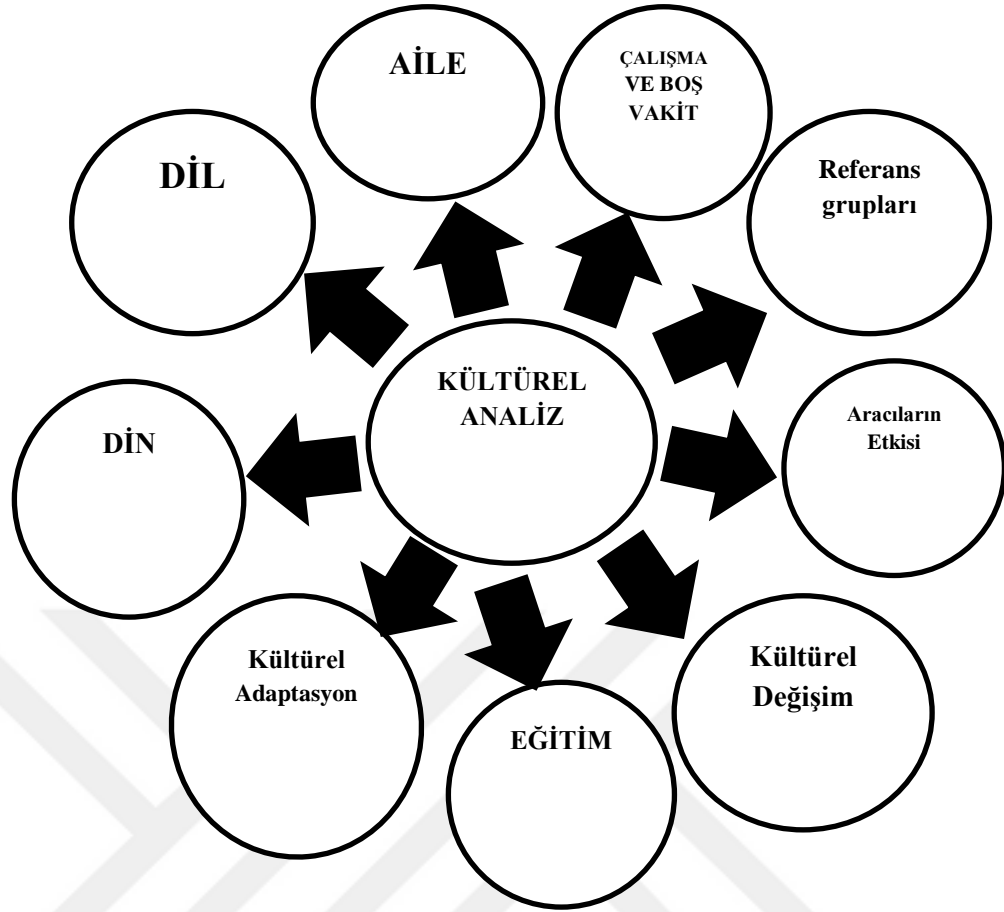 AİLE
ÇALIŞMA
VE BOŞ
VAKİT
DİL
Referans
grupları
KÜLTÜREL
ANALİZ
DİN
Aracıların
Etkisi
Kültürel
Adaptasyon
Kültürel
Değişim
EĞİTİM